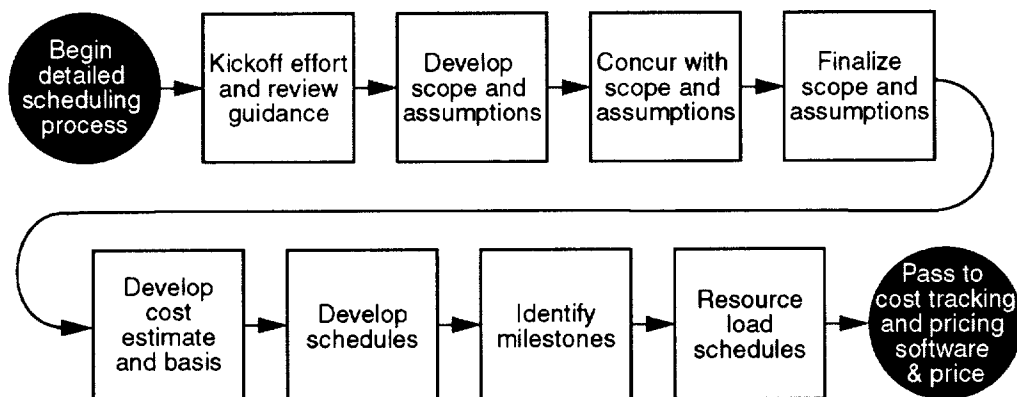 Begin
detailed
scheduling
process
Kickoff effort
and review
guidance
Develop
scope and
assumptions
Concur with
scope and
assumptions
Finalize
scope and
assumptions
Develop
cost
estimate
and basis
Develop
schedules
Identify
milestones
Resource
load
schedules
Pass to
cost tracking
and pricing
software
& price